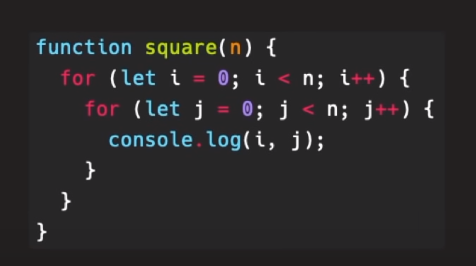 function square(n) {
  for (let i = 0; i < n; i++) {
    for (let j = 0; j < n; j++) {
      console.log(i, j);
    }
  }
}